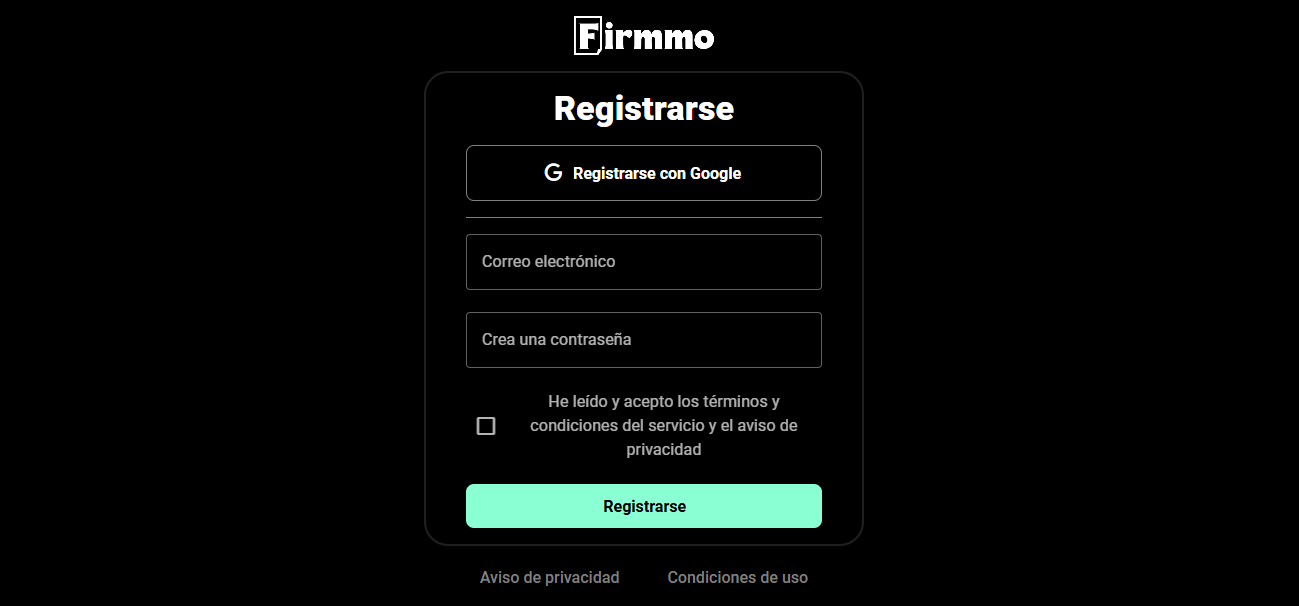 Firmmo
Registrarse
G Registrarse con Google
Correo electrónico
Crea una contraseña
He leído y acepto los términos y
condiciones del servicio y el aviso de
privacidad
Registrarse
Aviso de privacidad Condiciones de uso